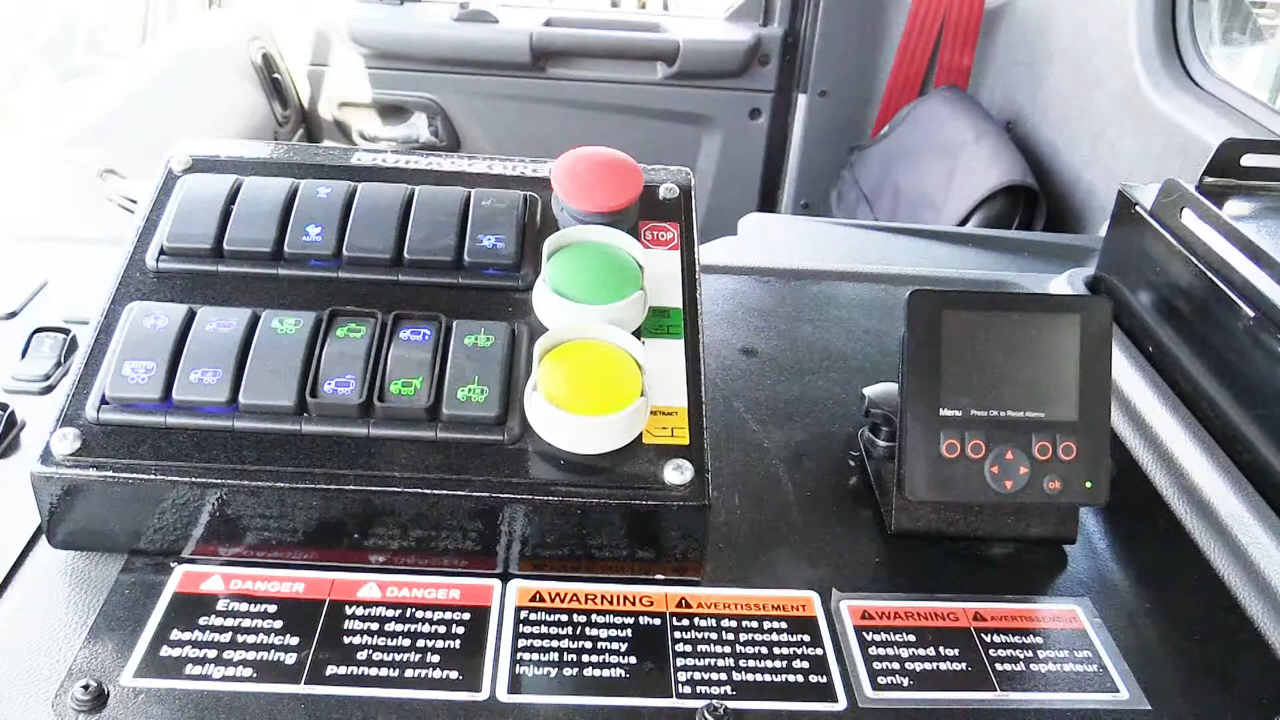 AUTO
STOP
RETRACT
Menu Press OK to Reset Alarms
ok
DANGER
Ensure
clearance
behind vehicle
before opening
tailgate.
DANGER
Vérifier l'espace
libre derrière le
véhicule avant
d'ouvrir le
panneau arrière.
WARNING
Failure to follow the
lockout / tagout
procedure may
result in serious
injury or death.
AVERTISSEMENT
Le fait de ne pas
suivre la procédure
de mise hors service
pourrait causer de
graves blessures ou
la mort.
WARNING
Vehicle
designed for
one operator.
only.
AVERTISSEMENT
Véhicule
conçu pour un
seul opérateur.